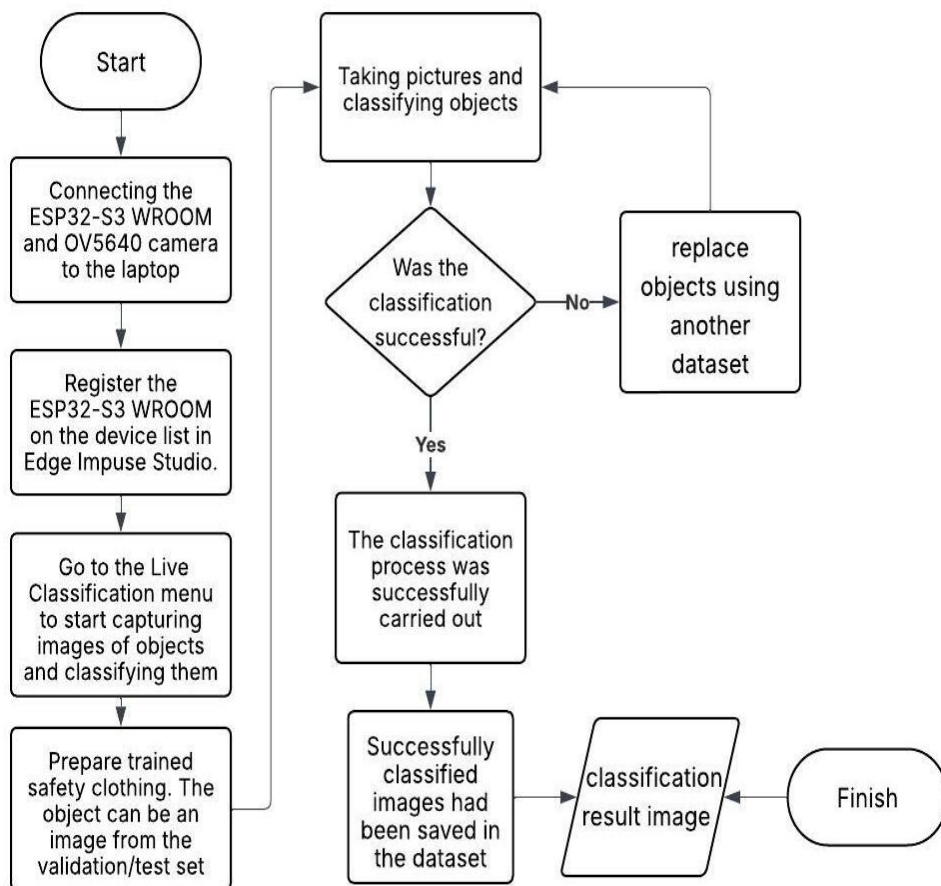 Start
Connecting the
ESP32-S3 WROOM
and OV5640 camera
to the laptop
Register the
ESP32-S3 WROOM
on the device list in
Edge Impuse Studio.
Go to the Live
Classification menu
to start capturing
images of objects
and classifying them
Prepare trained
safety clothing. The
object can be an
image from the
validation/test set
Taking pictures and
classifying objects
Was the
classification
successful?
No
replace
objects using
another
dataset
Yes
The classification
process was
successfully
carried out
Successfully
classified
images had
been saved in
the dataset
classification
result image
Finish